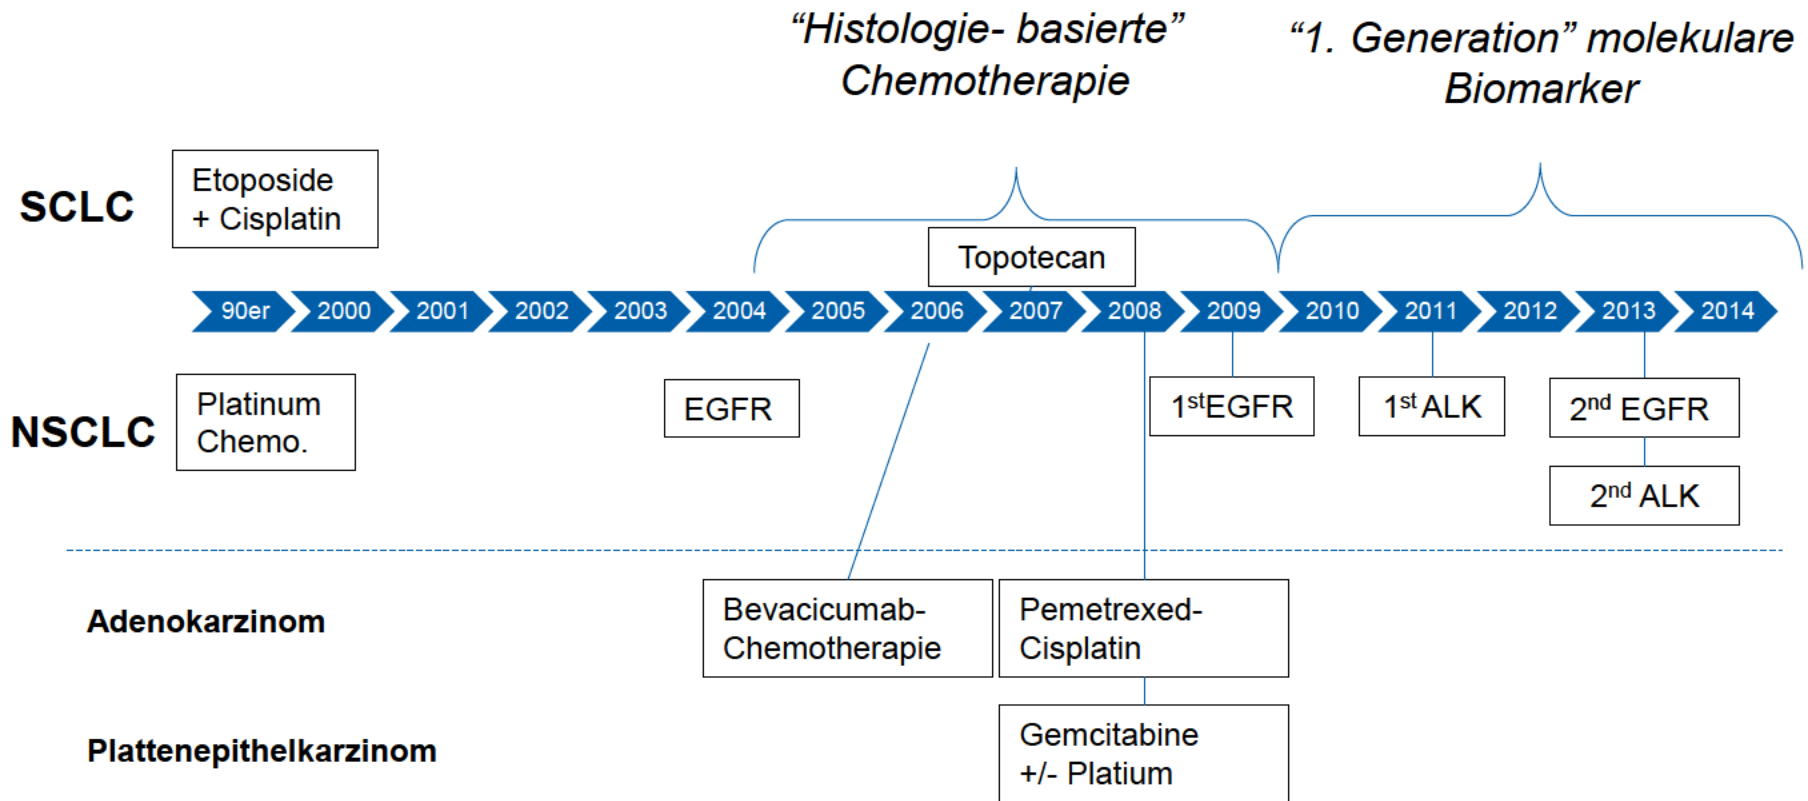 “Histologie- basierte”
Chemotherapie
“1. Generation” molekulare
Biomarker
SCLC
Etoposide
+ Cisplatin
Topotecan
90er 2000 2001 2002 2003 2004 2005 2006 2007 2008 2009 2010 2011 2012 2013 2014
NSCLC
Platinum
Chemo.
EGFR
1st EGFR
1st ALK
2nd EGFR
2nd ALK
Adenokarzinom
Bevacicumab-
Chemotherapie
Pemetrexed-
Cisplatin
Plattenepithelkarzinom
Gemcitabine
+/- Platium